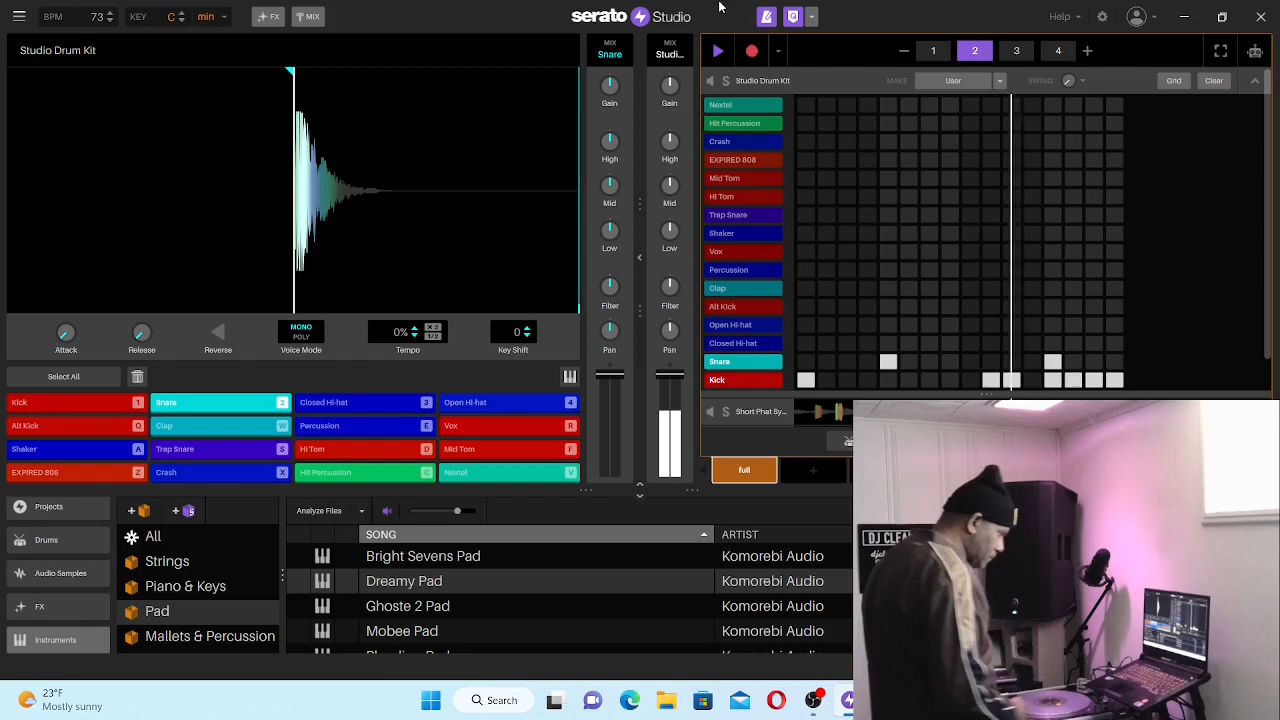 BPM 73 KEY C min FX MIX serato Studio Help
Studio Drum Kit
MIX
Snare
Gain
High
Mid
Low
Filter
Pan
MIX
Studi...
Gain
High
Mid
Low
Filter
Pan
1 2 3 4
Studio Drum Kit MAKE User SWING Grid Clear
Nextel
Hit Percussion
Crash
EXPIRED 808
Mid Tom
HI Tom
Trap Snare
Shaker
Vox
Percussion
Clap
Alt Kick
Open Hi-hat
Closed Hi-hat
Snare
Kick
Short Phat Sy...
full
MONO
POLY
0% X 2
1/2
0
Attack Release Reverse Voice Mode Tempo Key Shift
Select All
Kick 1 Snare 2 Closed Hi-hat 3 Open Hi-hat 4
Alt Kick Q Clap W Percussion E Vox R
Shaker A Trap Snare S HI Tom D Mid Tom F
EXPIRED 808 Z Crash X Hit Percussion C Nextel V
Projects
Drums
Audio Samples
FX
Instruments
All
Strings
Piano & Keys
Pad
Mallets & Percussion
Analyze Files
SONG ARTIST
Bright Sevens Pad Komorebi Audio
Dreamy Pad Komorebi Audio
Ghoste 2 Pad Komorebi Audio
Mobee Pad Komorebi Audio
23°F
Mostly sunny
Search